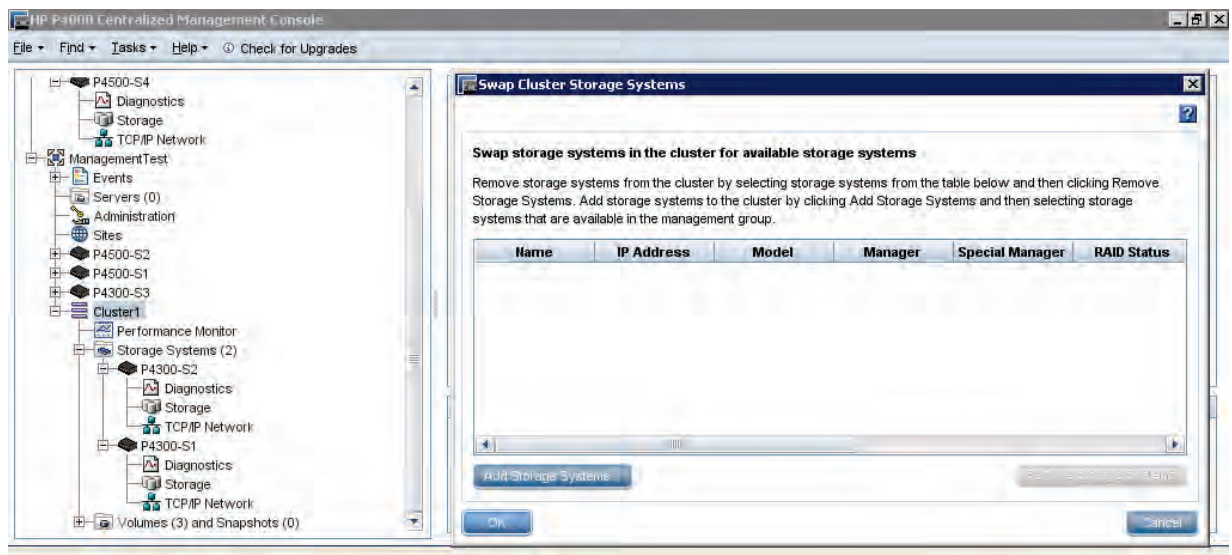 HP P4000 Centralized Management Console
File Find Tasks Help Check for Upgrades
P4500-S4
Diagnostics
Storage
TCP/IP Network
ManagementTest
Events
Servers (0)
Administration
Sites
P4500-S2
P4500-S1
P4300-S3
Cluster1
Performance Monitor
Storage Systems (2)
P4300-S2
Diagnostics
Storage
TCP/IP Network
P4300-S1
Diagnostics
Storage
TCP/IP Network
Volumes (3) and Snapshots (0)
Swap Cluster Storage Systems
?
Swap storage systems in the cluster for available storage systems
Remove storage systems from the cluster by selecting storage systems from the table below and then clicking Remove
Storage Systems. Add storage systems to the cluster by clicking Add Storage Systems and then selecting storage
systems that are available in the management group.
Name IP Address Model Manager Special Manager RAID Status
Add Storage Systems
OK
Cancel